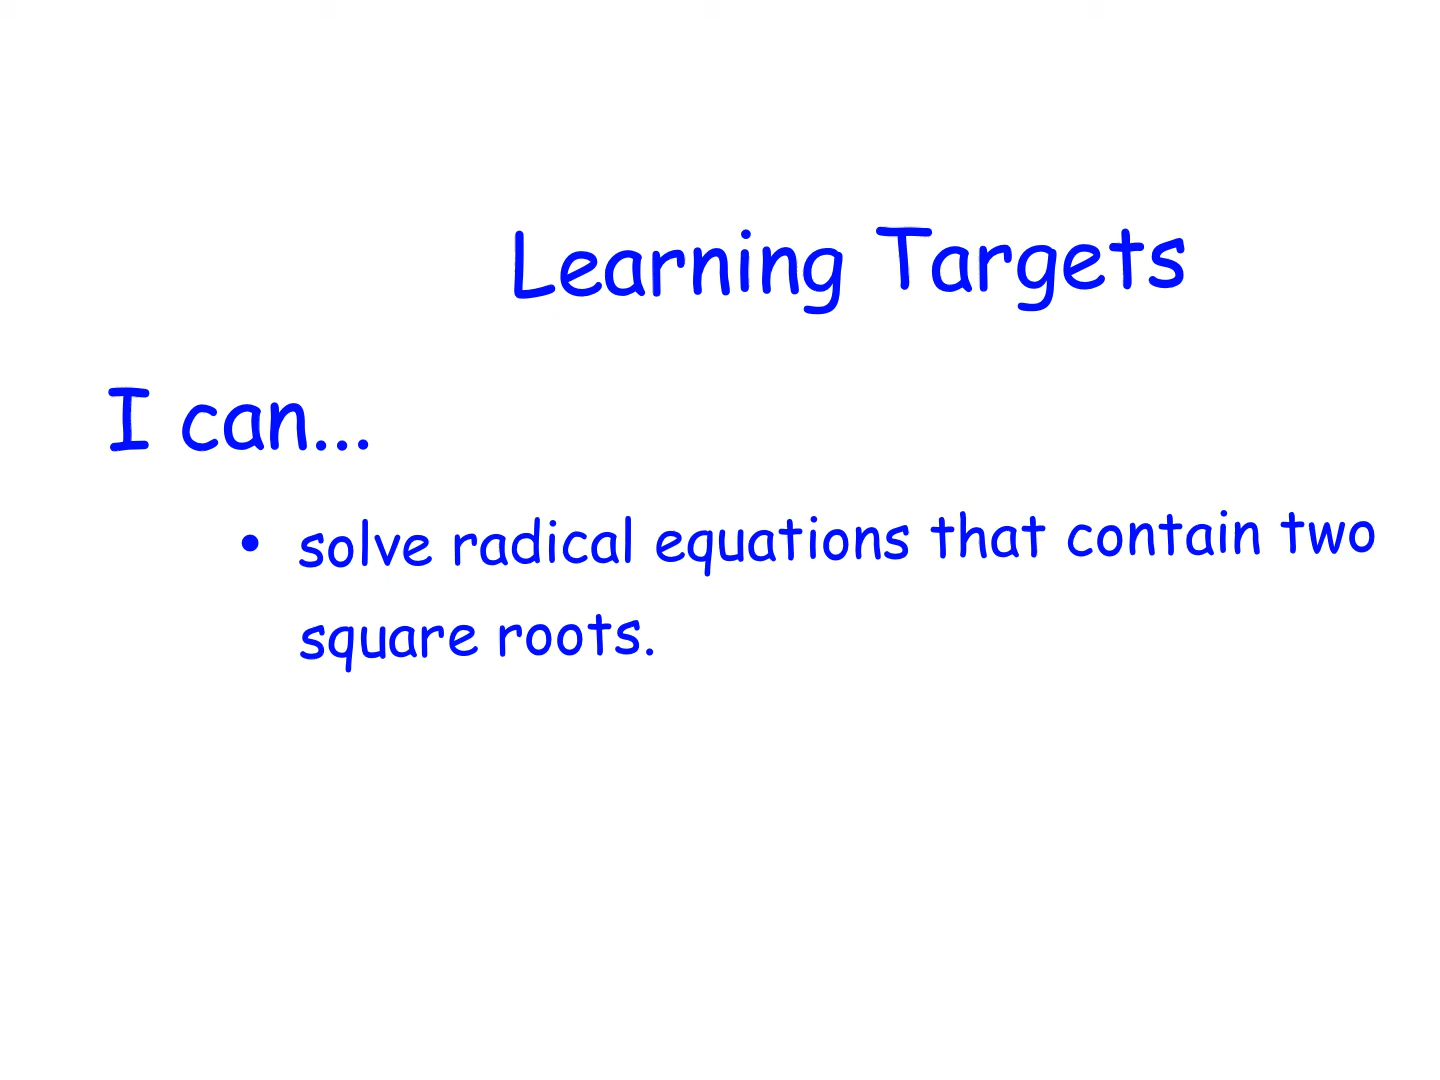 Learning Targets
I can...
• solve radical equations that contain two
square roots.